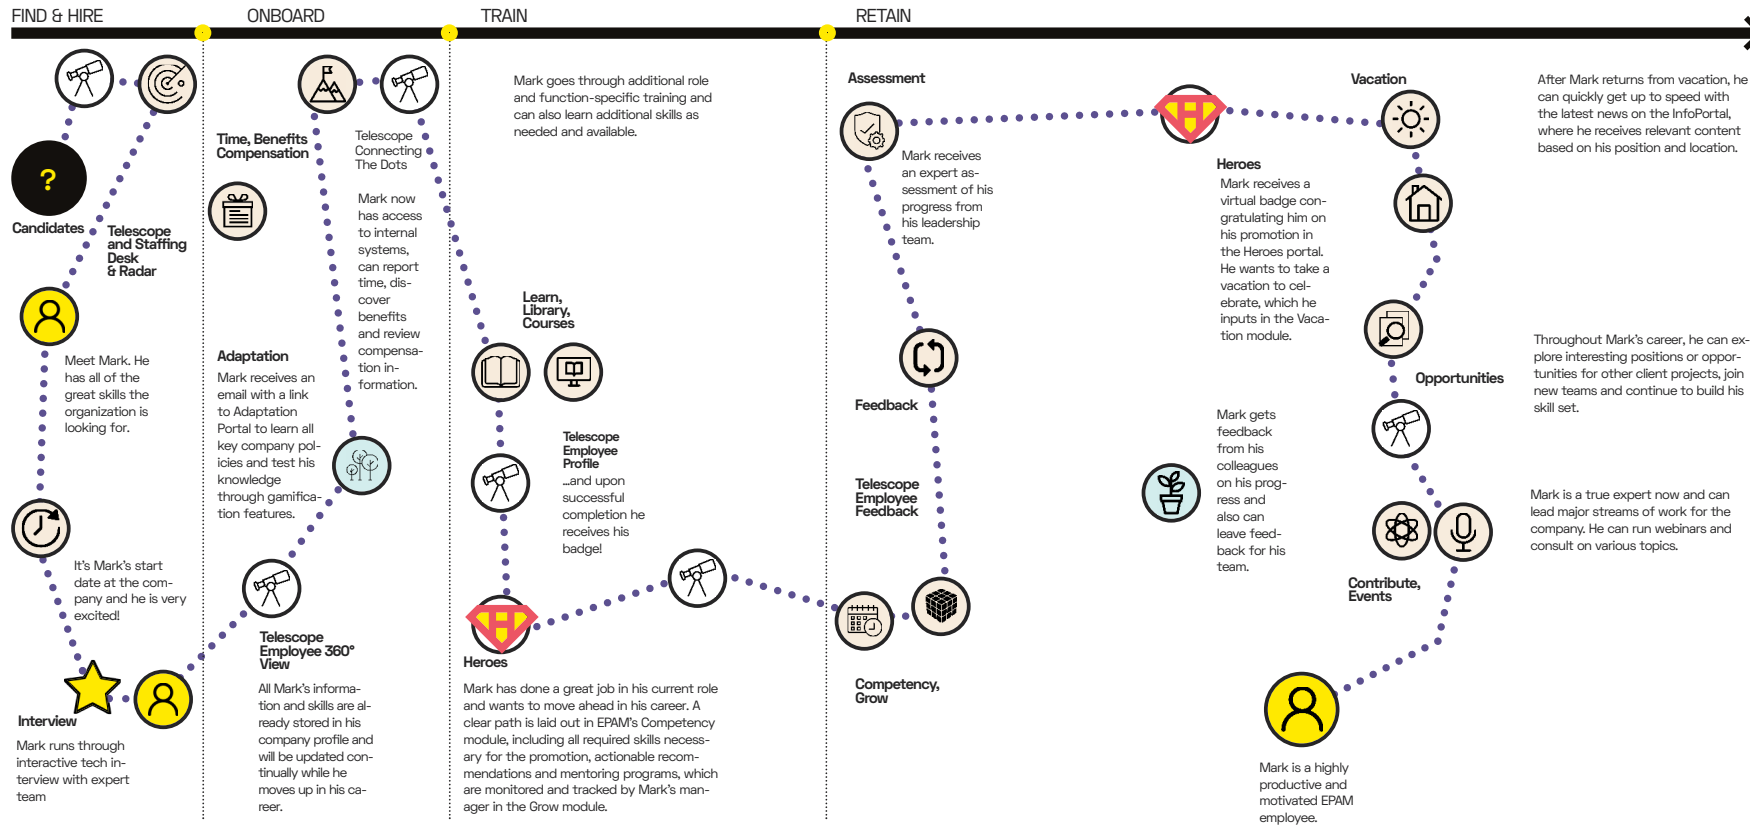 FIND & HIRE
ONBOARD
TRAIN
RETAIN
?
Candidates
Telescope
and Staffing
Desk
& Radar
Meet Mark. He
has all of the
great skills the
organization is
looking for.
It's Mark's start
date at the com-
pany and he is very
excited!
Interview
Mark runs through
interactive tech in-
terview with expert
team
Time, Benefits
Compensation
Telescope
Connecting
The Dots
Mark now
has access
to internal
systems,
can report
time, dis-
cover
benefits
and review
compensa-
tion in-
formation.
Adaptation
Mark receives an
email with a link
to Adaptation
Portal to learn all
key company pol-
icies and test his
knowledge
through gamifica-
tion features.
Telescope
Employee 360°
View
All Mark's informa-
tion and skills are al-
ready stored in his
company profile and
will be updated con-
tinually while he
moves up in his ca-
reer.
Mark goes through additional role
and function-specific training and
can also learn additional skills as
needed and available.
Learn,
Library,
Courses
Telescope
Employee
Profile
...and upon
successful
completion he
receives his
badge!
H
Heroes
Mark has done a great job in his current role
and wants to move ahead in his career. A
clear path is laid out in EPAM's Competency
module, including all required skills necess-
ary for the promotion, actionable recom-
mendations and mentoring programs, which
are monitored and tracked by Mark's man-
ager in the Grow module.
Assessment
Mark receives
an expert as-
sessment of his
progress from
his leadership
team.
Feedback
Telescope
Employee
Feedback
Competency,
Grow
H
Heroes
Mark receives a
virtual badge con-
gratulating him on
his promotion in
the Heroes portal.
He wants to take a
vacation to cel-
ebrate, which he
inputs in the Vaca-
tion module.
Mark gets
feedback
from his
colleagues
on his prog-
ress and
also can
leave feed-
back for his
team.
Vacation
After Mark returns from vacation, he
can quickly get up to speed with
the latest news on the InfoPortal,
where he receives relevant content
based on his position and location.
Opportunities
Throughout Mark's career, he can ex-
plore interesting positions or oppor-
tunities for other client projects, join
new teams and continue to build his
skill set.
Contribute,
Events
Mark is a true expert now and can
lead major streams of work for the
company. He can run webinars and
consult on various topics.
Mark is a highly
productive and
motivated EPAM
employee.